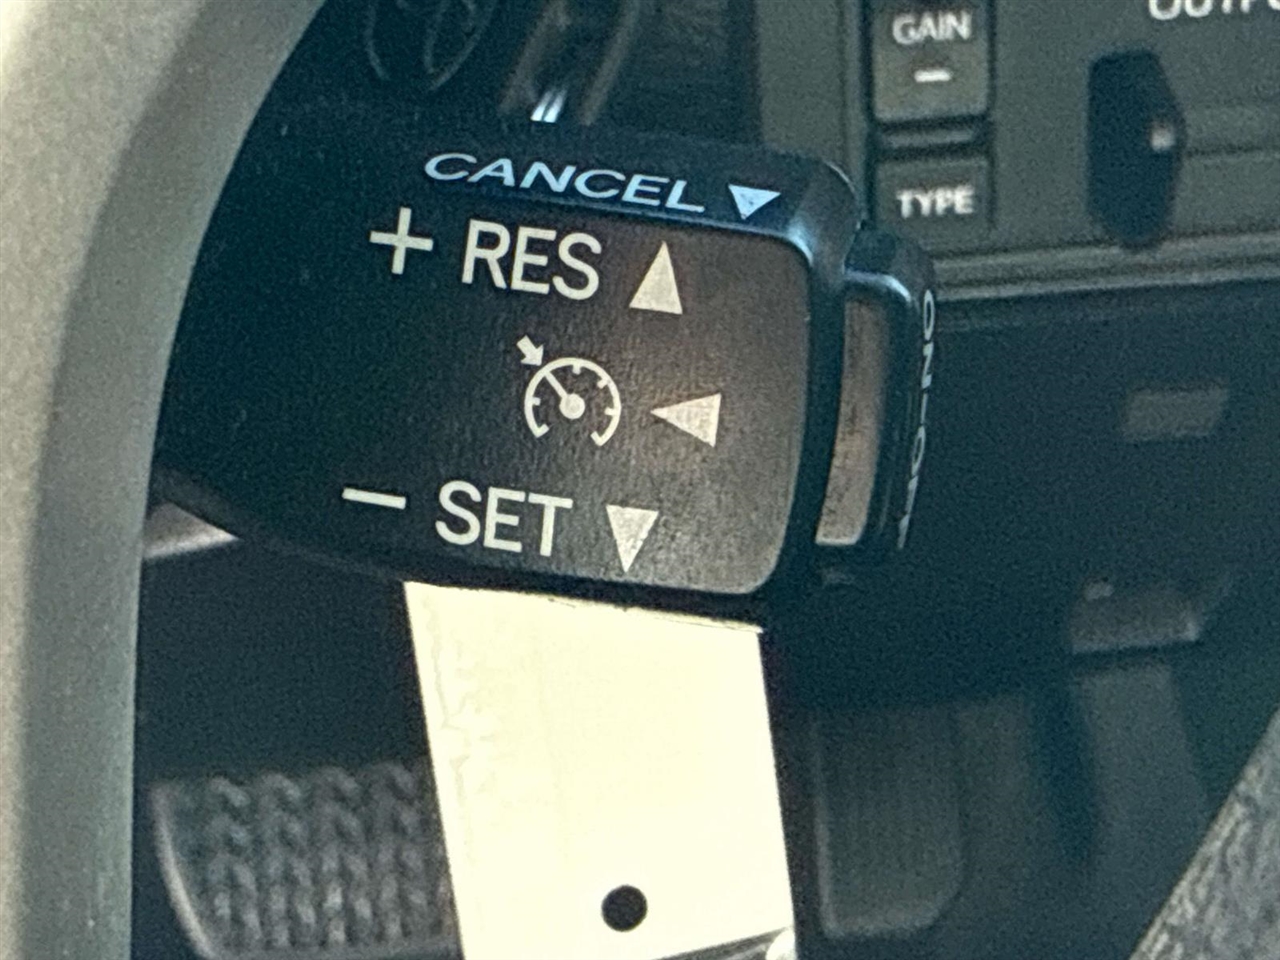 GAIN
–
TYPE
CANCEL ▼
+ RES ▲
◀
– SET ▼
ON-OFF